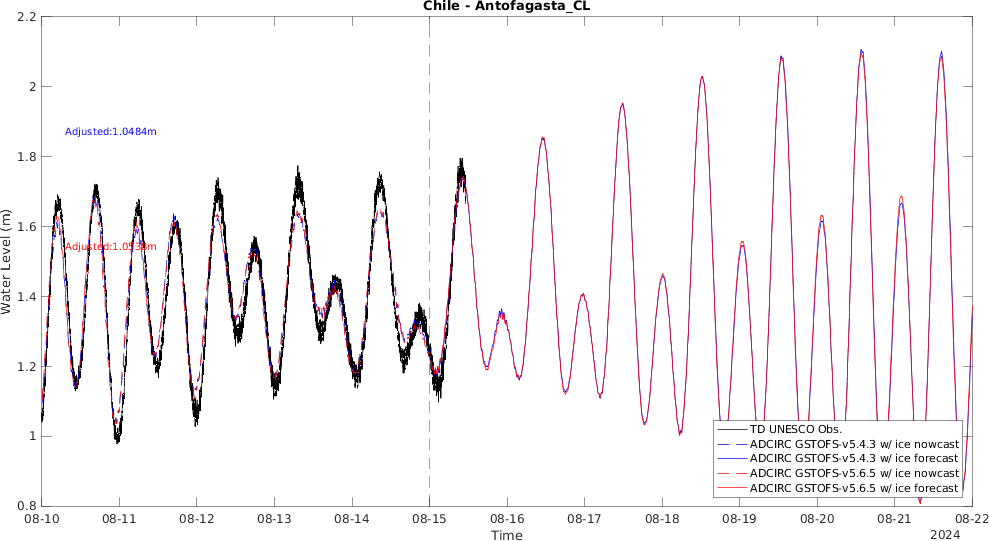 Chile - Antofagasta_CL
2.2
2
1.8
1.6
1.4
1.2
1
0.8
Water Level (m)
Adjusted:1.0484m
Adjusted:1.0538m
TD UNESCO Obs.
ADCIRC GSTOFS-v5.4.3 w/ ice nowcast
ADCIRC GSTOFS-v5.4.3 w/ ice forecast
ADCIRC GSTOFS-v5.6.5 w/ ice nowcast
ADCIRC GSTOFS-v5.6.5 w/ ice forecast
08-10 08-11 08-12 08-13 08-14 08-15 08-16 08-17 08-18 08-19 08-20 08-21 08-22
Time
2024